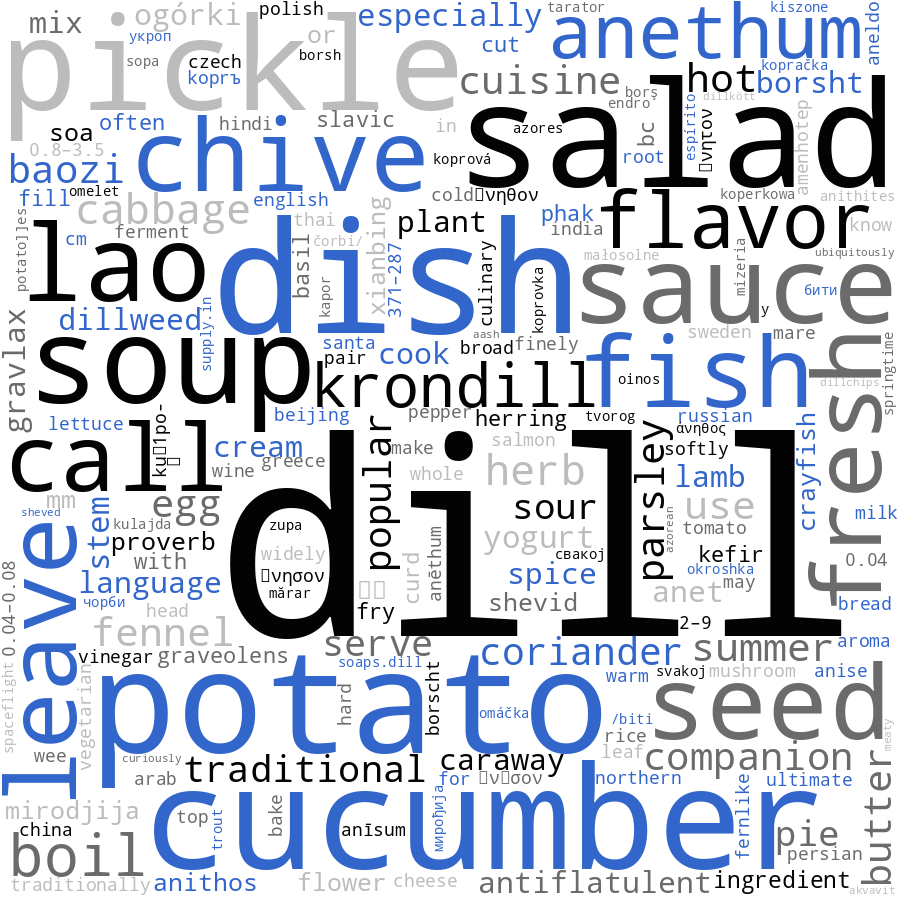 polish
ogórki
mix
especially
tarator
kiszone
aneldo
pickle
укроп
sopa
or
borsh
czech
копръ
cut
anethum
cuisine
hot
kopračka
borsht
salad
soa
often
hindi
slavic
in
azores
endro
borş
bc
espírito
dillkött
amenhotep
0.8–3.5
baozi
chive
koprová
root
fill
omelet
english
cold
koperkowa
anithites
cabbage
ferment
thai
xianbing
plant
phak
india
flavor
know
potato]]es
lao
cm
basil
čorbi/
371–287
culinary
małosolne
mizeria
ubiquitously
dish
kapor
koprovka
sauce
бити
y
dillweed
supply.in
santa
aash
sweden
mare
gravlax
soup
pair
cook
broad
finely
fish
freshe
springtime
krondill
oinos
dillchips
lettuce
beijing
pepper
herring
tvorog
russian
call
cream
popular
make
salmon
άνηθος
softly
parsley
crayfish
wine
greece
whole
herb
lamb
mm
egg
sour
use
milk
sheved
kulajda
zupa
yogurt
azorean
tomato
leave
stem
proverb
with
widely
curd
anēthum
свакој
kefir
0.04
language
mărar
spice
okroshka
may
чорби
fry
shevid
anet
bread
0.04–0.08
head
dill
2–9
fennel
serve
coriander
summer
aroma
vinegar
graveolens
soaps.dill
warm
svakoj
mushroom
anise
spaceflight
vegetarian
potato
hard
borscht
omáčka
/biti
seed
meaty
wee
curiously
rice
leaf
companion
arab
traditional
caraway
for
northern
ultimate
butter
mirodjija
top
bake
trout
мирођија
fernlike
china
anīsum
cucumber
pie
persian
boil
traditionally
anithos
flower
cheese
antiflatulent
ingredient
akvavit